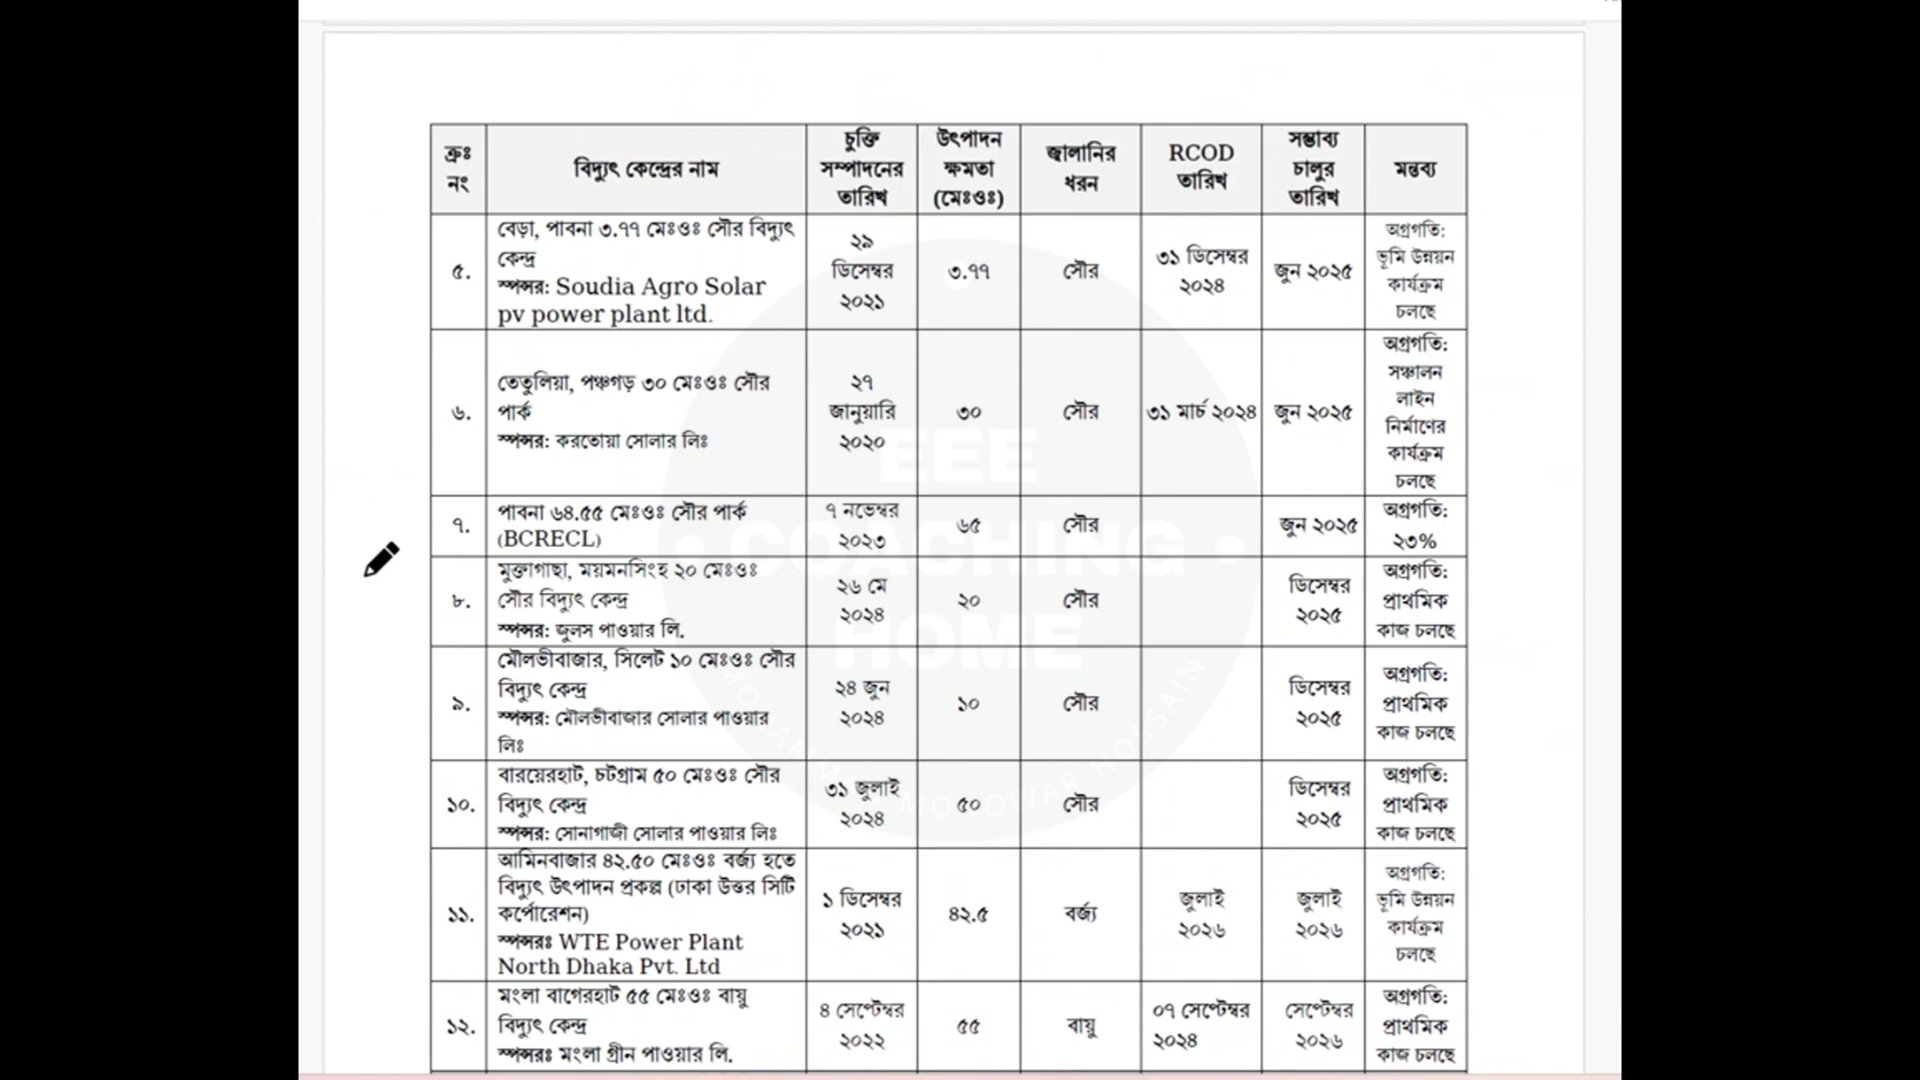 ক্রঃ নং
বিদ্যুৎ কেন্দ্রের নাম
চুক্তি সম্পাদনের তারিখ
উৎপাদন ক্ষমতা (মেঃওঃ)
জ্বালানির ধরন
RCOD তারিখ
সম্ভাব্য চালুর তারিখ
মন্তব্য
৫.
বেড়া, পাবনা ৩.৭৭ মেঃওঃ সৌর বিদ্যুৎ
কেন্দ্র
স্পন্সর: Soudia Agro Solar
pv power plant ltd.
২৯
ডিসেম্বর
২০২১
৩.৭৭
সৌর
৩১ ডিসেম্বর
২০২৪
জুন ২০২৫
অগ্রগতি:
ভূমি উন্নয়ন
কার্যক্রম
চলছে
৬.
তেতুলিয়া, পঞ্চগড় ৩০ মেঃওঃ সৌর
পার্ক
স্পন্সর: করতোয়া সোলার লিঃ
২৭
জানুয়ারি
২০২০
৩০
সৌর
৩১ মার্চ ২০২৪
জুন ২০২৫
অগ্রগতি:
সঞ্চালন
লাইন
নির্মাণের
কার্যক্রম
চলছে
৭.
পাবনা ৬৪.৫৫ মেঃওঃ সৌর পার্ক
(BCRECL)
৭ নভেম্বর
২০২৩
৬৫
সৌর
জুন ২০২৫
অগ্রগতি:
২৩%
৮.
মুক্তাগাছা, ময়মনসিংহ ২০ মেঃওঃ
সৌর বিদ্যুৎ কেন্দ্র
স্পন্সর: জুলস পাওয়ার লি.
২৬ মে
২০২৪
২০
সৌর
ডিসেম্বর
২০২৫
অগ্রগতি:
প্রাথমিক
কাজ চলছে
৯.
মৌলভীবাজার, সিলেট ১০ মেঃওঃ সৌর
বিদ্যুৎ কেন্দ্র
স্পন্সর: মৌলভীবাজার সোলার পাওয়ার
লিঃ
২৪ জুন
২০২৪
১০
সৌর
ডিসেম্বর
২০২৫
অগ্রগতি:
প্রাথমিক
কাজ চলছে
১০.
বারয়েরহাট, চটগ্রাম ৫০ মেঃওঃ সৌর
বিদ্যুৎ কেন্দ্র
স্পন্সর: সোনাগাজী সোলার পাওয়ার লিঃ
৩১ জুলাই
২০২৪
৫০
সৌর
ডিসেম্বর
২০২৫
অগ্রগতি:
প্রাথমিক
কাজ চলছে
১১.
আমিনবাজার ৪২.৫০ মেঃওঃ বর্জ্য হতে
বিদ্যুৎ উৎপাদন প্রকল্প (ঢাকা উত্তর সিটি
কর্পোরেশন)
স্পন্সরঃ WTE Power Plant
North Dhaka Pvt. Ltd
১ ডিসেম্বর
২০২১
৪২.৫
বর্জ্য
জুলাই
২০২৬
জুলাই
২০২৬
অগ্রগতি:
ভূমি উন্নয়ন
কার্যক্রম
চলছে
১২.
মংলা বাগেরহাট ৫৫ মেঃওঃ বায়ু
বিদ্যুৎ কেন্দ্র
স্পন্সরঃ মংলা গ্রীন পাওয়ার লি.
৪ সেপ্টেম্বর
২০২২
৫৫
বায়ু
০৭ সেপ্টেম্বর
২০২৪
সেপ্টেম্বর
২০২৬
অগ্রগতি:
প্রাথমিক
কাজ চলছে
EEE
COACHING
HOME
MOHAMMAD MONOWAR HOSSAIN